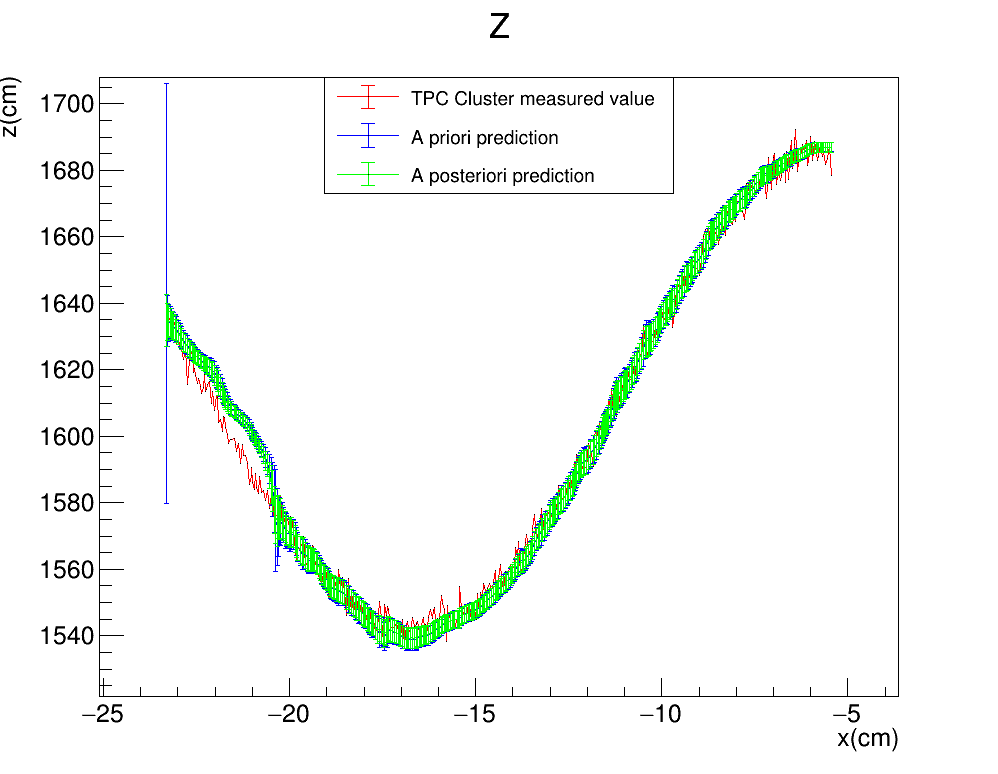 Z
z(cm)
1700
1680
1660
1640
1620
1600
1580
1560
1540
TPC Cluster measured value
A priori prediction
A posteriori prediction
−25 −20 −15 −10 −5
x(cm)